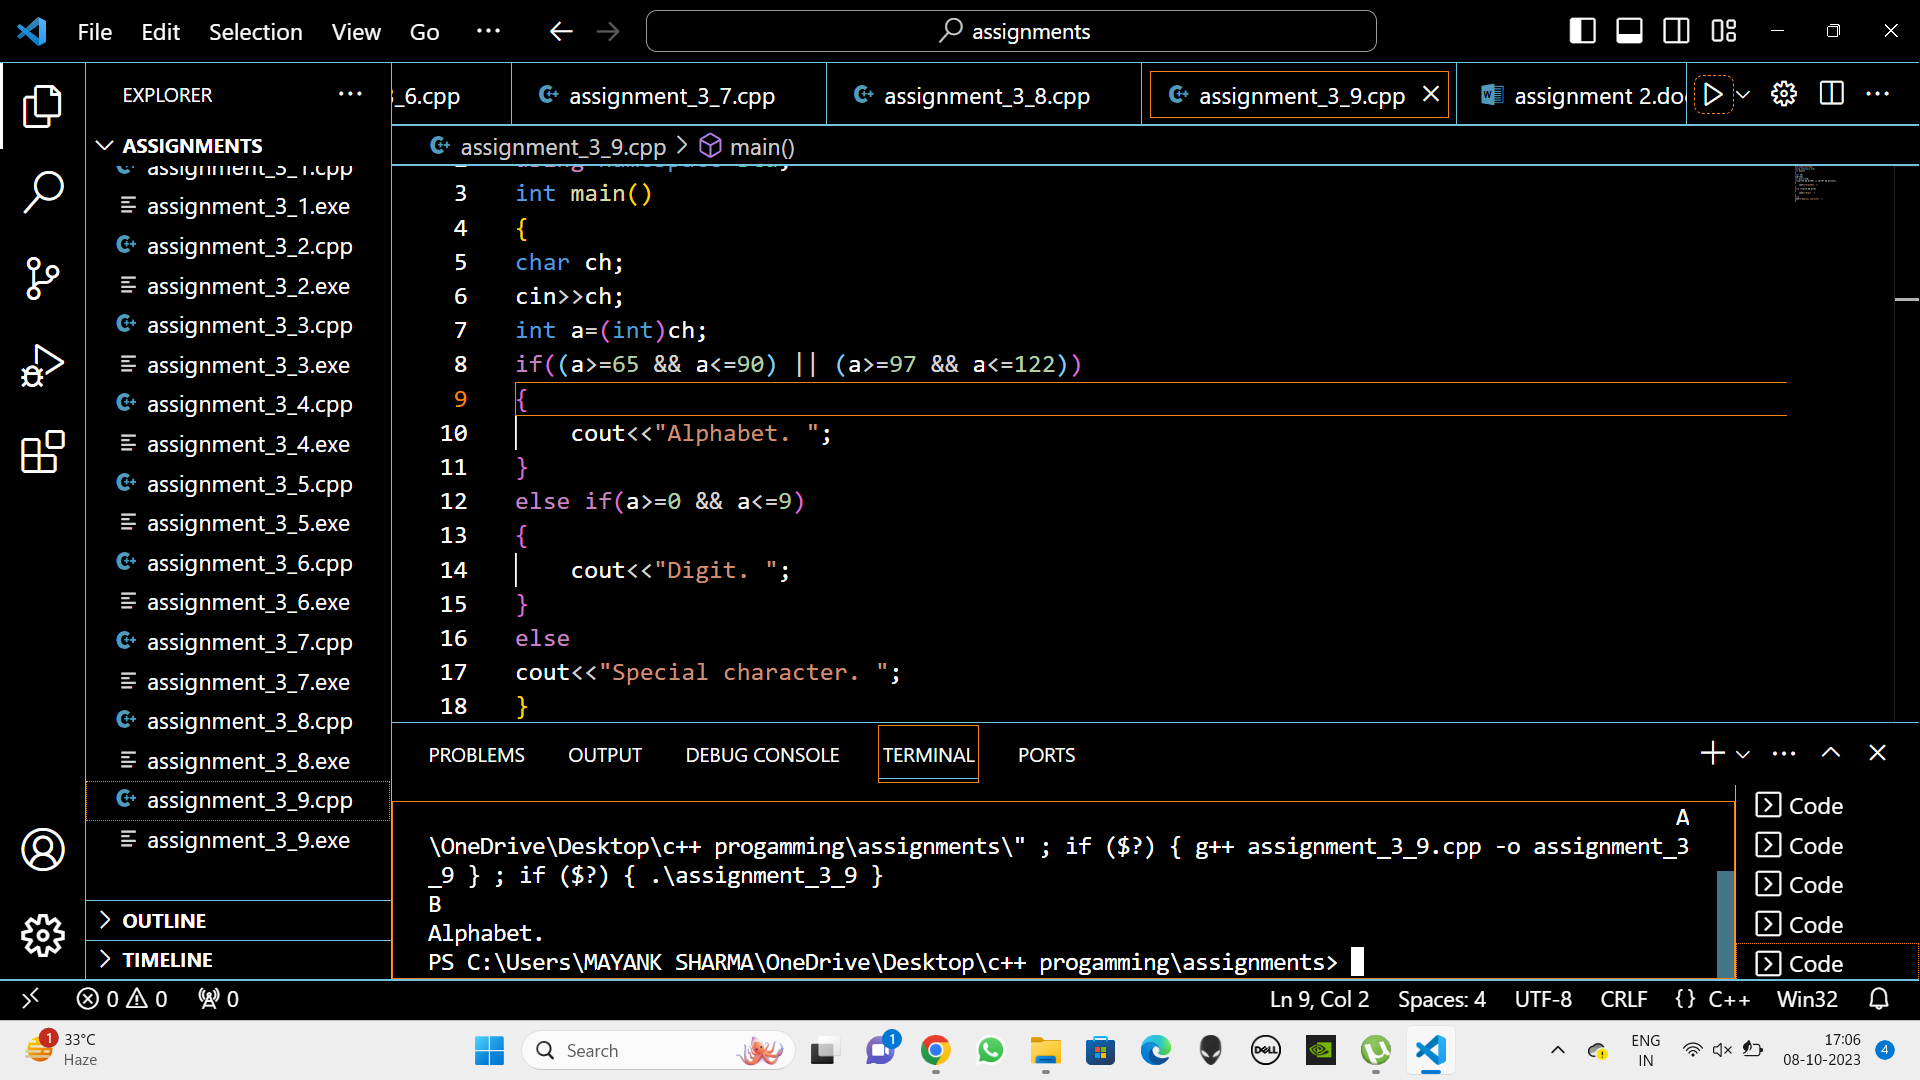 File Edit Selection View Go ··· assignments
EXPLORER ···
ASSIGNMENTS
assignment_3_1.cpp
assignment_3_1.exe
assignment_3_2.cpp
assignment_3_2.exe
assignment_3_3.cpp
assignment_3_3.exe
assignment_3_4.cpp
assignment_3_4.exe
assignment_3_5.cpp
assignment_3_5.exe
assignment_3_6.cpp
assignment_3_6.exe
assignment_3_7.cpp
assignment_3_7.exe
assignment_3_8.cpp
assignment_3_8.exe
assignment_3_9.cpp
assignment_3_9.exe
OUTLINE
TIMELINE
_6.cpp assignment_3_7.cpp assignment_3_8.cpp assignment_3_9.cpp assignment 2.do
assignment_3_9.cpp > main()
3 int main()
4 {
5 char ch;
6 cin>>ch;
7 int a=(int)ch;
8 if((a>=65 && a<=90) || (a>=97 && a<=122))
9 {
10 cout<<"Alphabet. ";
11 }
12 else if(a>=0 && a<=9)
13 {
14 cout<<"Digit. ";
15 }
16 else
17 cout<<"Special character. ";
18 }
PROBLEMS OUTPUT DEBUG CONSOLE TERMINAL PORTS
A
\OneDrive\Desktop\c++ progamming\assignments\" ; if ($?) { g++ assignment_3_9.cpp -o assignment_3
_9 } ; if ($?) { .\assignment_3_9 }
B
Alphabet.
PS C:\Users\MAYANK SHARMA\OneDrive\Desktop\c++ progamming\assignments>
Code
Code
Code
Code
Code
0 0 0 Ln 9, Col 2 Spaces: 4 UTF-8 CRLF {} C++ Win32
1 33°C
Haze
Search
1
DELL
ENG
IN
17:06
08-10-2023
4